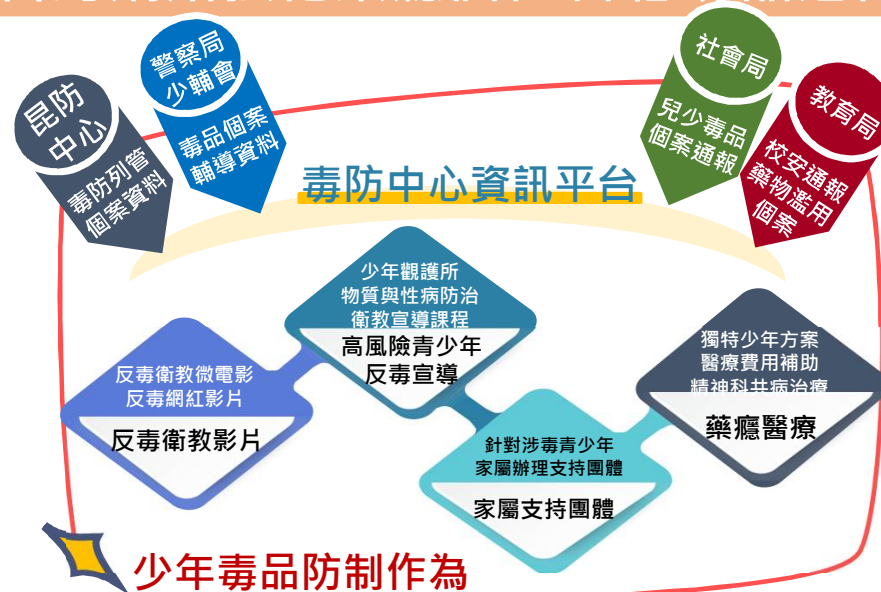 昆防
中心
毒防列管
個案資料
警察局
少輔會
毒品個案
輔導資料
社會局
兒少毒品
個案通報
教育局
校安通報
藥物濫用
個案
毒防中心資訊平台
少年觀護所
物質與性病防治
衛教宣導課程
高風險青少年
反毒宣導
獨特少年方案
醫療費用補助
精神科共病治療
藥癮醫療
反毒衛教微電影
反毒網紅影片
反毒衛教影片
針對涉毒青少年
家屬辦理支持團體
家屬支持團體
少年毒品防制作為